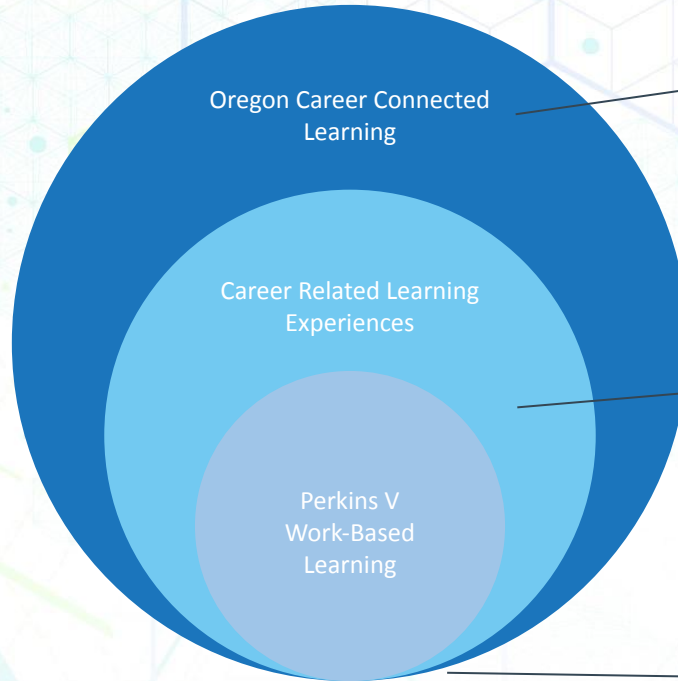 Oregon Career Connected
Learning
Career Related Learning
Experiences
Perkins V
Work-Based
Learning